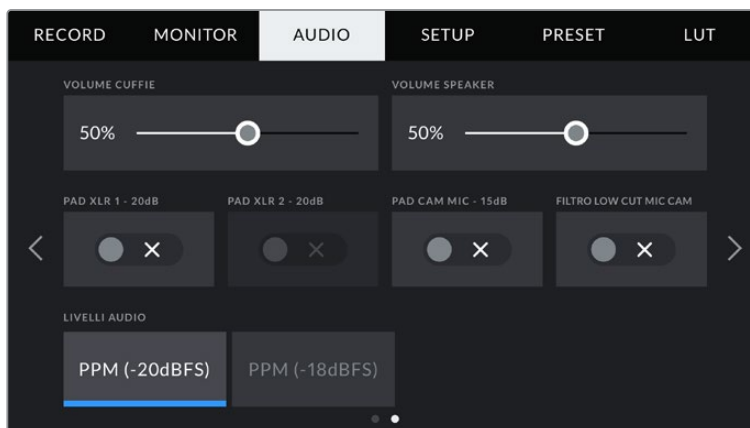 RECORD MONITOR AUDIO SETUP PRESET LUT
VOLUME CUFFIE VOLUME SPEAKER
50% 50%
PAD XLR 1 - 20dB PAD XLR 2 - 20dB PAD CAM MIC - 15dB FILTRO LOW CUT MIC CAM
LIVELLI AUDIO
PPM (-20dBFS) PPM (-18dBFS)